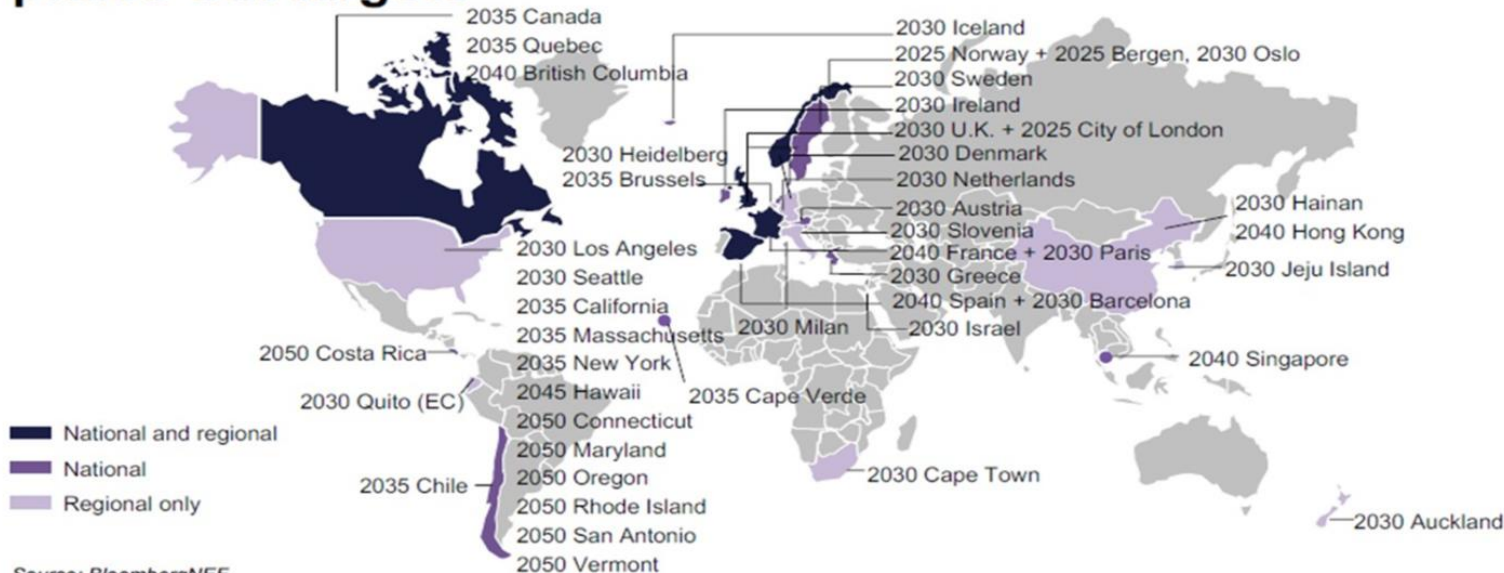 2035 Canada
2035 Quebec
2040 British Columbia
2030 Iceland
2025 Norway + 2025 Bergen, 2030 Oslo
2030 Sweden
2030 Ireland
2030 U.K. + 2025 City of London
2030 Heidelberg
2030 Denmark
2035 Brussels
2030 Netherlands
2030 Austria
2030 Slovenia
2040 France + 2030 Paris
2030 Greece
2040 Spain + 2030 Barcelona
2030 Milan
2030 Israel
2030 Hainan
2040 Hong Kong
2030 Jeju Island
2040 Singapore
2030 Los Angeles
2030 Seattle
2035 California
2035 Massachusetts
2035 New York
2045 Hawaii
2050 Connecticut
2050 Maryland
2050 Oregon
2050 Rhode Island
2050 San Antonio
2050 Vermont
2050 Costa Rica
2030 Quito (EC)
2035 Cape Verde
2035 Chile
2030 Cape Town
2030 Auckland
National and regional
National
Regional only
Source: BloombergNEF